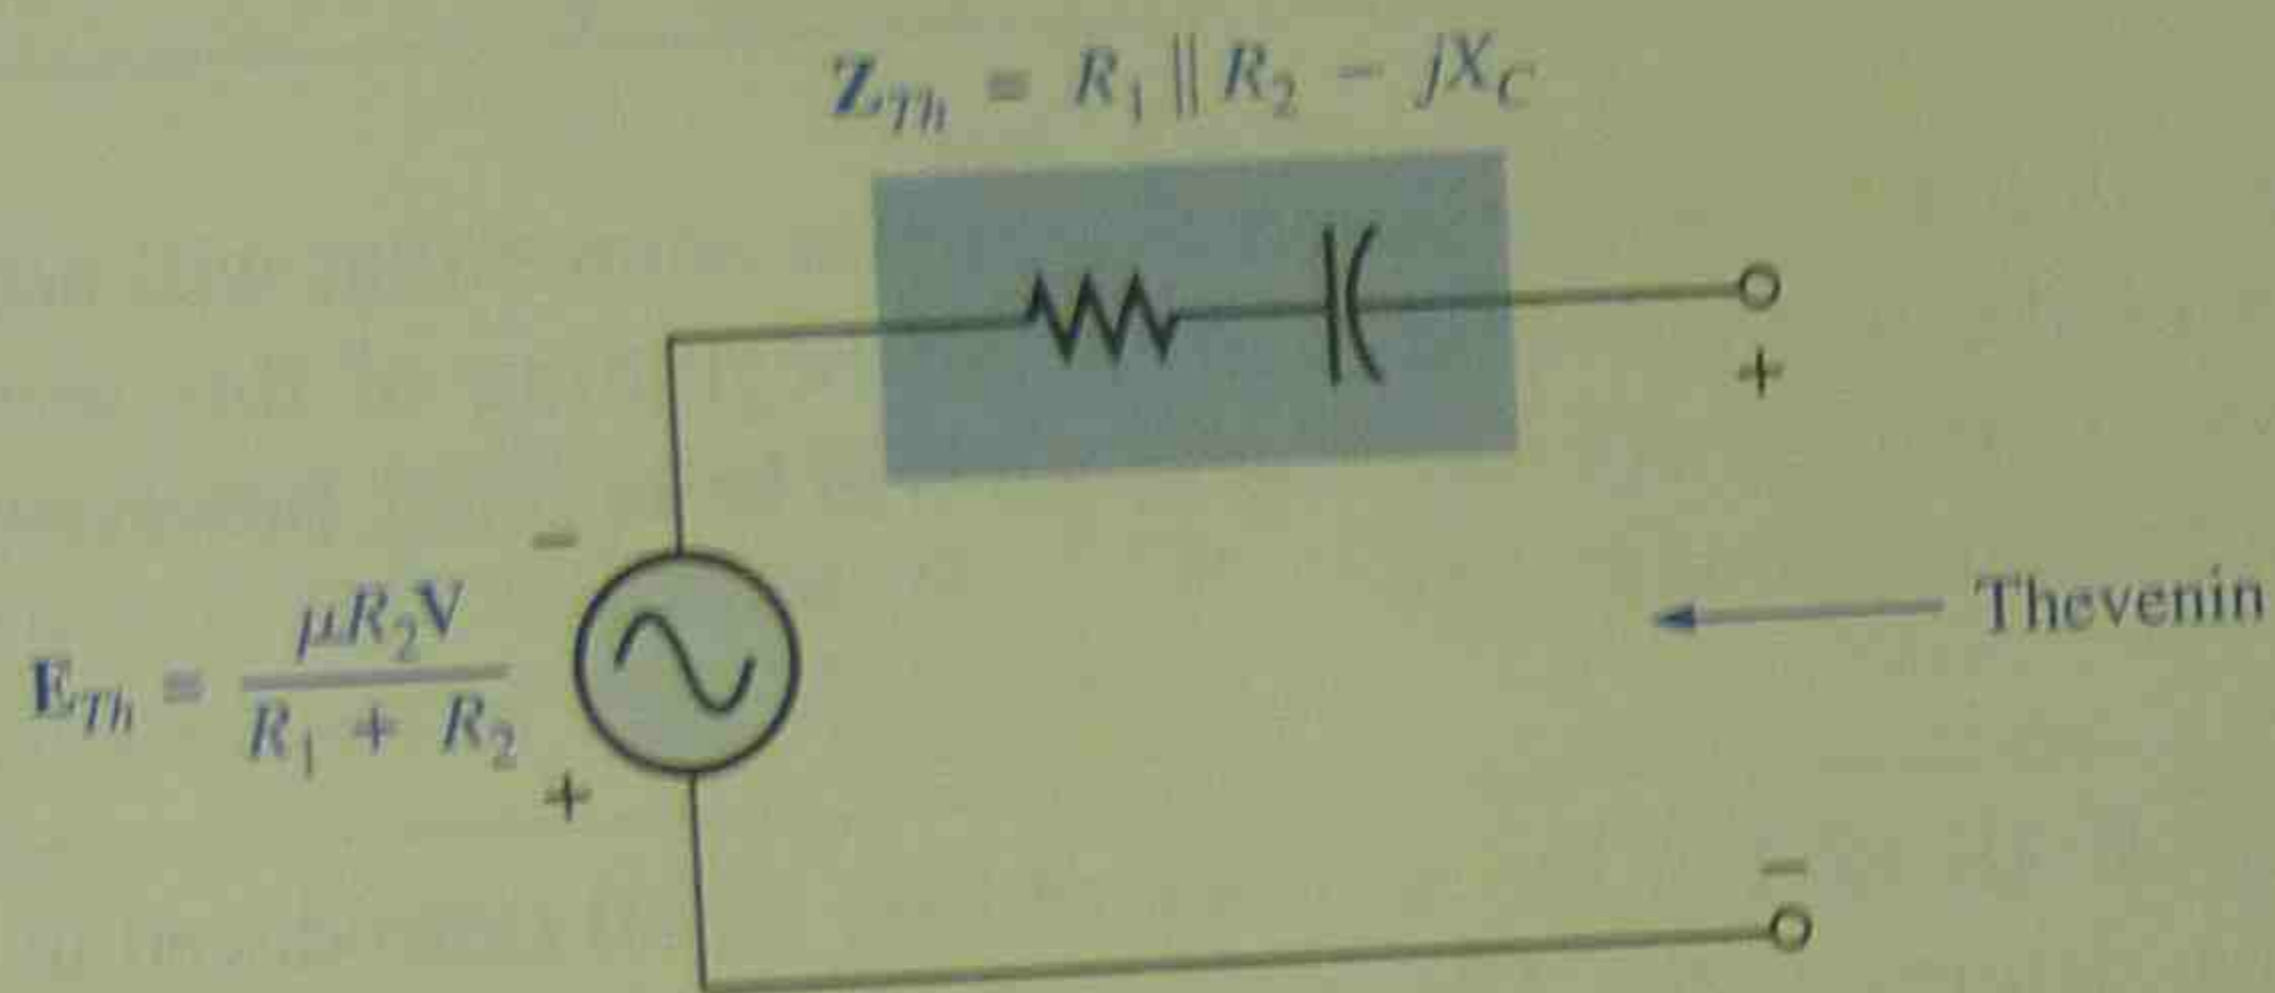 Z_Th = R_1 || R_2 − jX_C
+
−
E_Th = μR_2V / R_1 + R_2
+
Thevenin
−